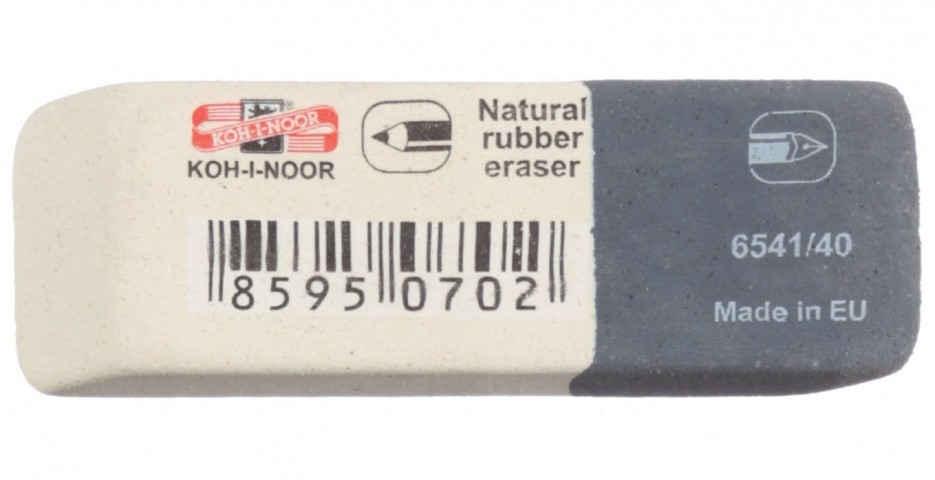 KOH-I-NOOR
KOH-I-NOOR
Natural
rubber
eraser
8595 0702
6541/40
Made in EU